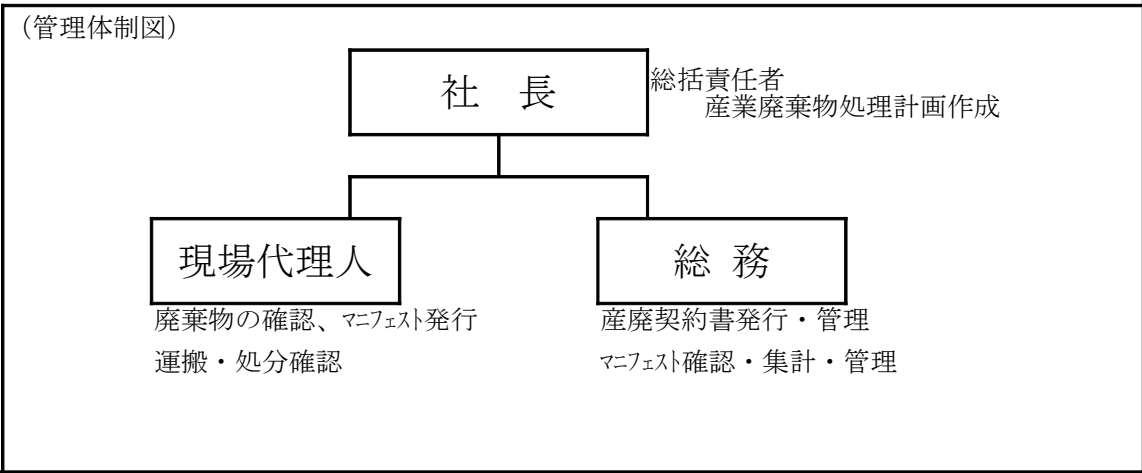 （管理体制図）
社　長
総括責任者
産業廃棄物処理計画作成
現場代理人
総 務
廃棄物の確認、ﾏﾆﾌｪｽﾄ発行
運搬・処分確認
産廃契約書発行・管理
ﾏﾆﾌｪｽﾄ確認・集計・管理